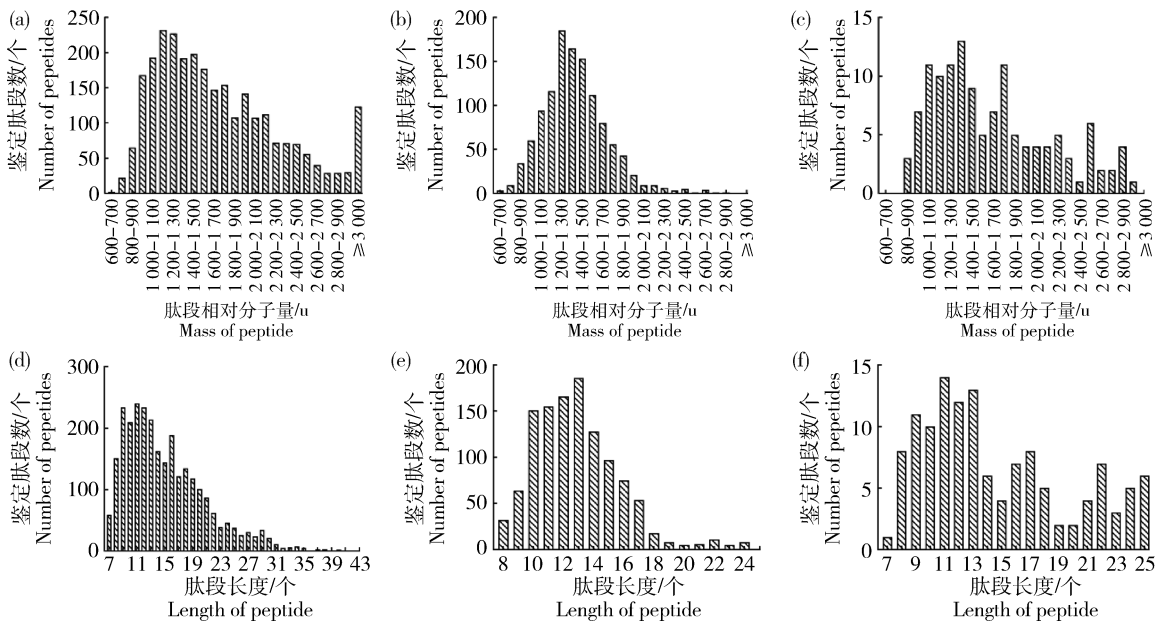 (a)
鉴定肽段数/个
Number of pepetides
250
200
150
100
50
0
600-700
800-900
1 000-1 100
1 200-1 300
1 400-1 500
1 600-1 700
1 800-1 900
2 000-2 100
2 200-2 300
2 400-2 500
2 600-2 700
2 800-2 900
≥3 000
肽段相对分子量/u
Mass of peptide
(b)
鉴定肽段数/个
Number of pepetides
200
150
100
50
0
600-700
800-900
1 000-1 100
1 200-1 300
1 400-1 500
1 600-1 700
1 800-1 900
2 000-2 100
2 200-2 300
2 400-2 500
2 600-2 700
2 800-2 900
≥3 000
肽段相对分子量/u
Mass of peptide
(c)
鉴定肽段数/个
Number of pepetides
15
10
5
0
600-700
800-900
1 000-1 100
1 200-1 300
1 400-1 500
1 600-1 700
1 800-1 900
2 000-2 100
2 200-2 300
2 400-2 500
2 600-2 700
2 800-2 900
≥3 000
肽段相对分子量/u
Mass of peptide
(d)
鉴定肽段数/个
Number of pepetides
300
200
100
0
7 11 15 19 23 27 31 35 39 43
肽段长度/个
Length of peptide
(e)
鉴定肽段数/个
Number of pepetides
200
150
100
50
0
8 10 12 14 16 18 20 22 24
肽段长度/个
Length of peptide
(f)
鉴定肽段数/个
Number of pepetides
15
10
5
0
7 9 11 13 15 17 19 21 23 25
肽段长度/个
Length of peptide